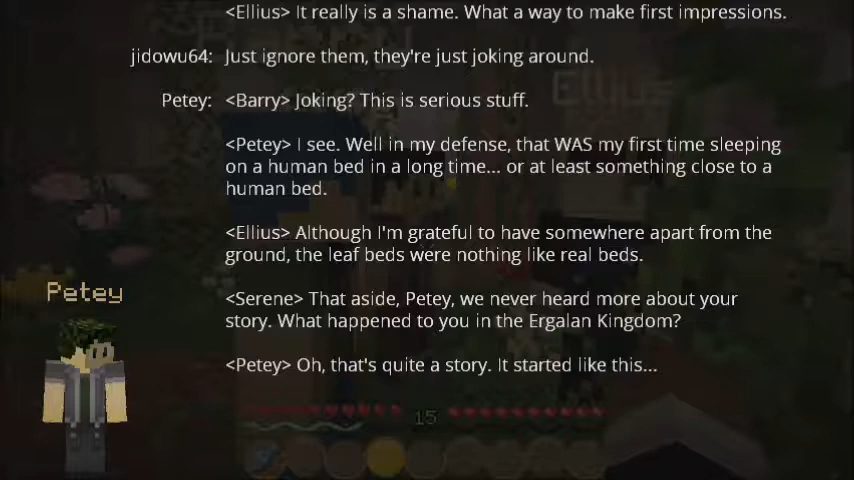 <Ellius> It really is a shame. What a way to make first impressions.
jidowu64: Just ignore them, they're just joking around.
Petey: <Barry> Joking? This is serious stuff.
Ellius
<Petey> I see. Well in my defense, that WAS my first time sleeping
on a human bed in a long time... or at least something close to a
human bed.
<Ellius> Although I'm grateful to have somewhere apart from the
ground, the leaf beds were nothing like real beds.
Petey
<Serene> That aside, Petey, we never heard more about your
story. What happened to you in the Ergalan Kingdom?
<Petey> Oh, that's quite a story. It started like this...
15